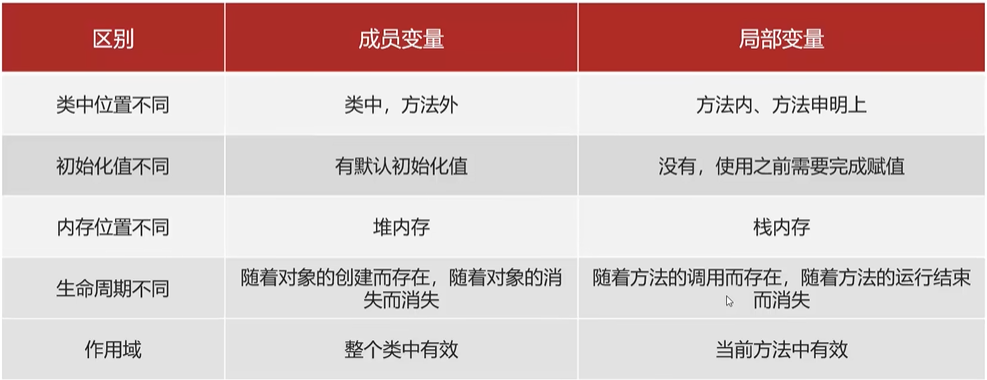 区别 成员变量 局部变量
类中位置不同 类中，方法外 方法内、方法申明上
初始化值不同 有默认初始化值 没有，使用之前需要完成赋值
内存位置不同 堆内存 栈内存
生命周期不同 随着对象的创建而存在，随着对象的消
失而消失 随着方法的调用而存在，随着方法的运行结束
而消失
作用域 整个类中有效 当前方法中有效